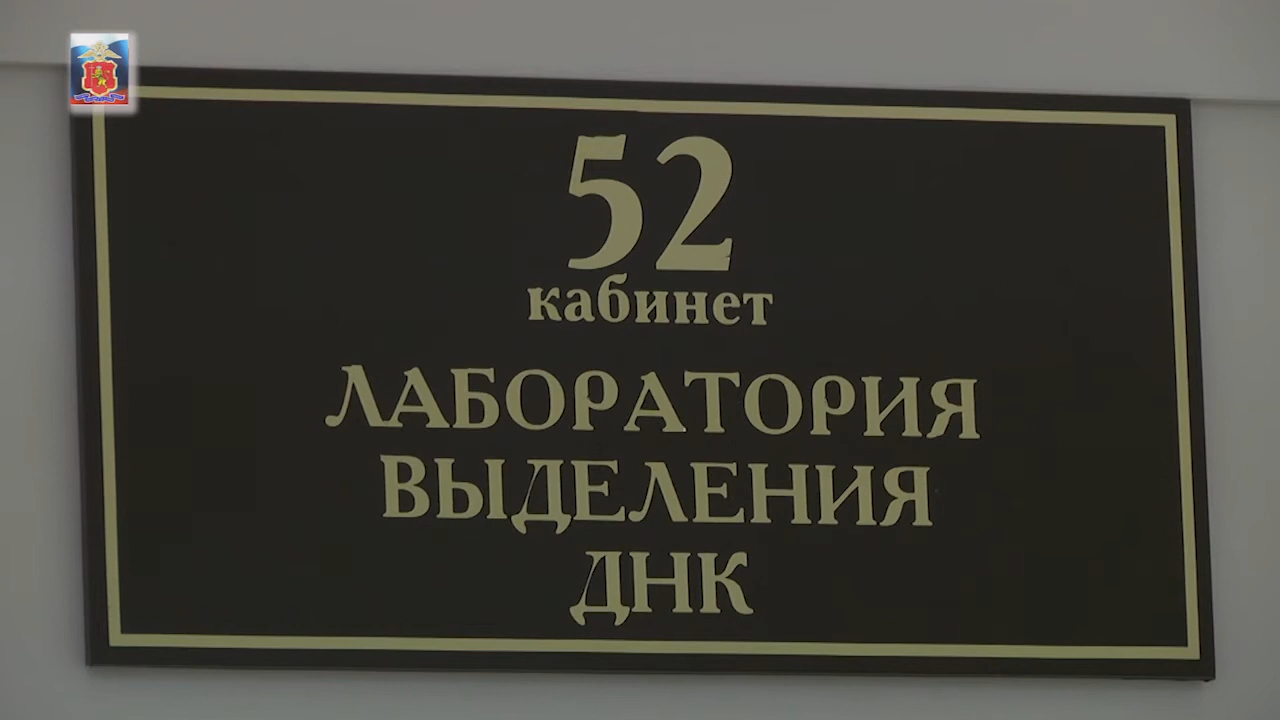 52
кабинет
ЛАБОРАТОРИЯ
ВЫДЕЛЕНИЯ
ДНК